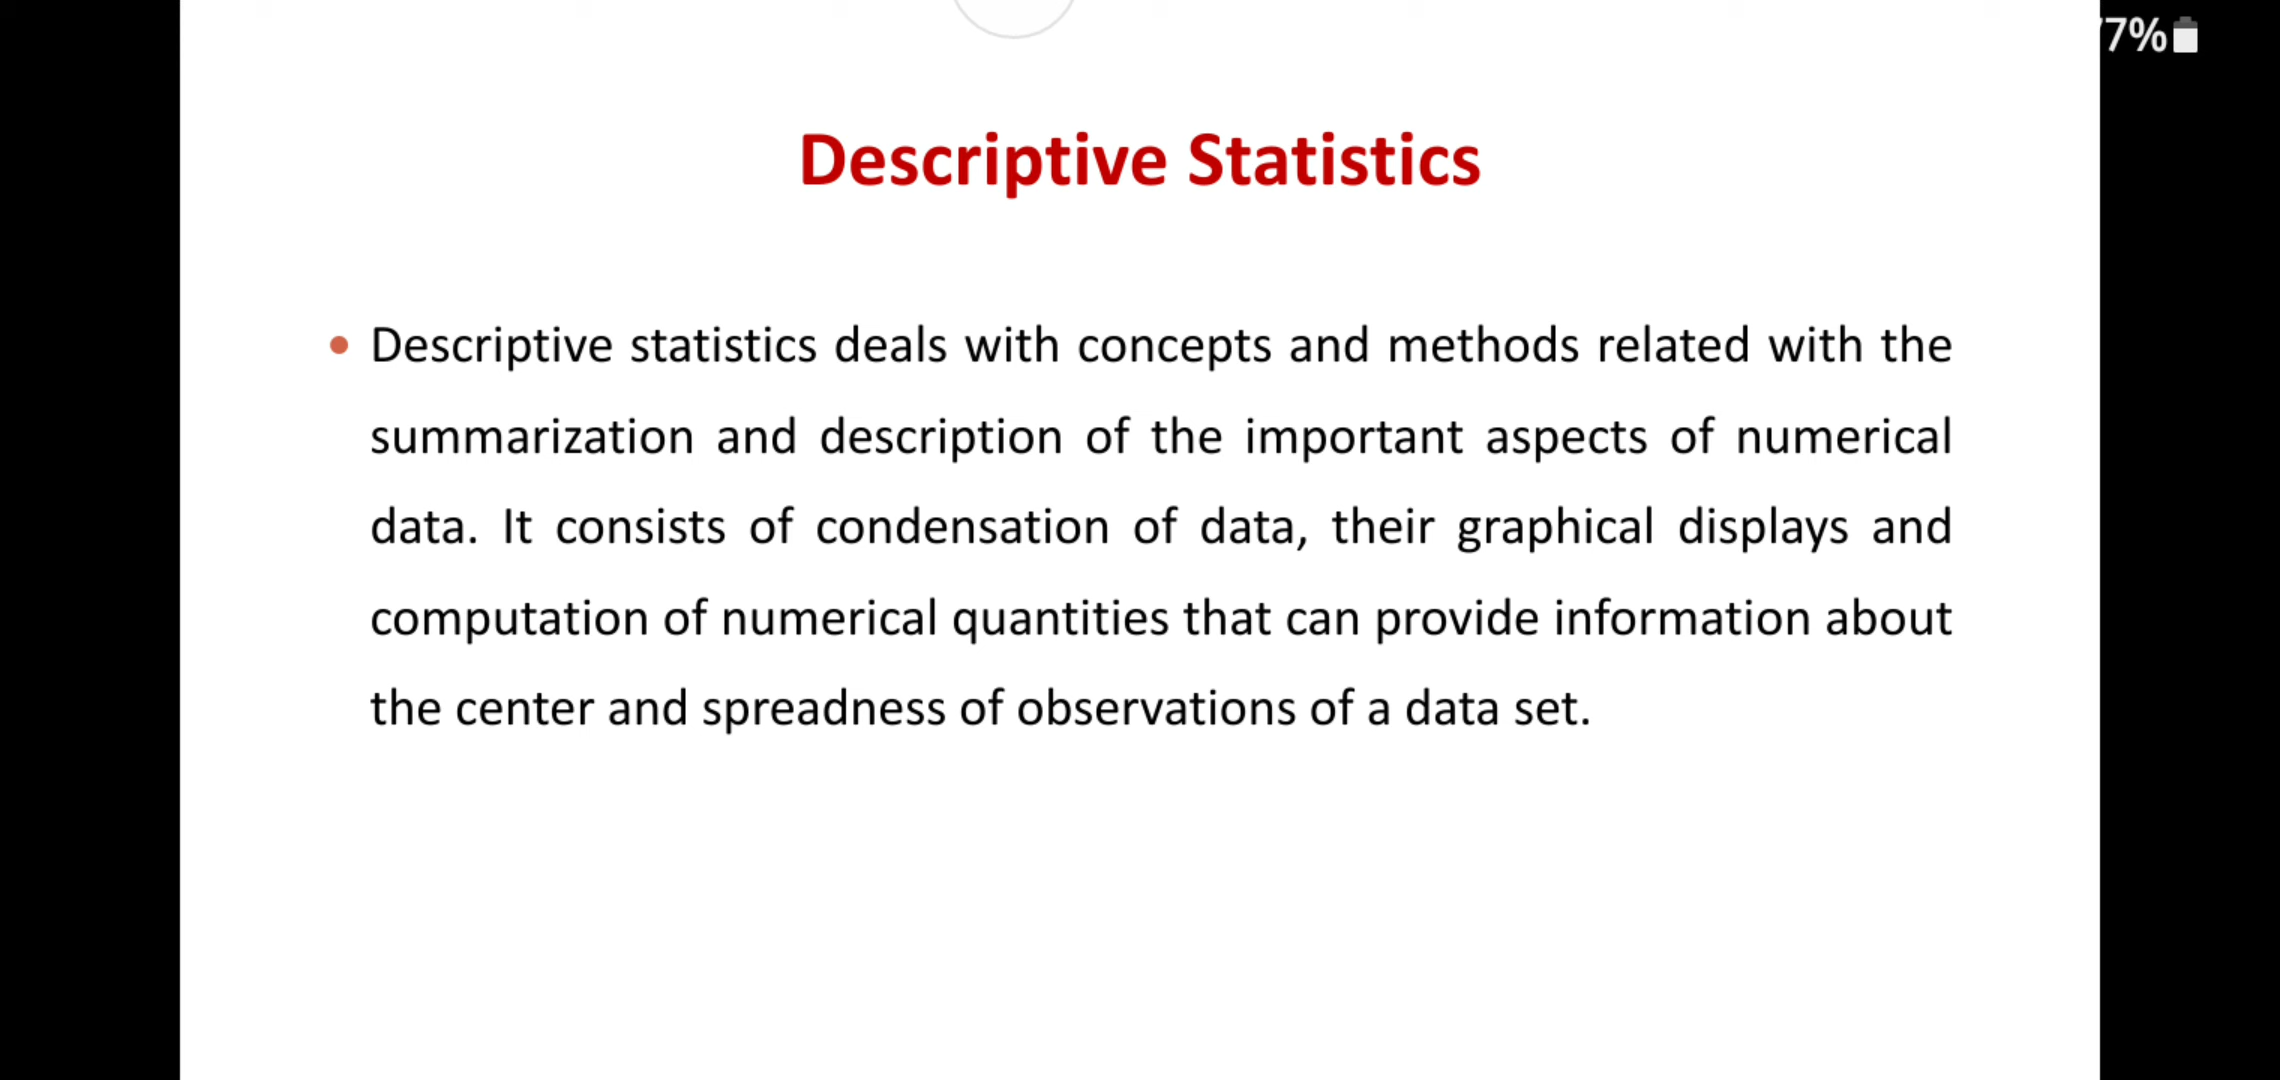 7%
Descriptive Statistics
• Descriptive statistics deals with concepts and methods related with the
summarization and description of the important aspects of numerical
data. It consists of condensation of data, their graphical displays and
computation of numerical quantities that can provide information about
the center and spreadness of observations of a data set.